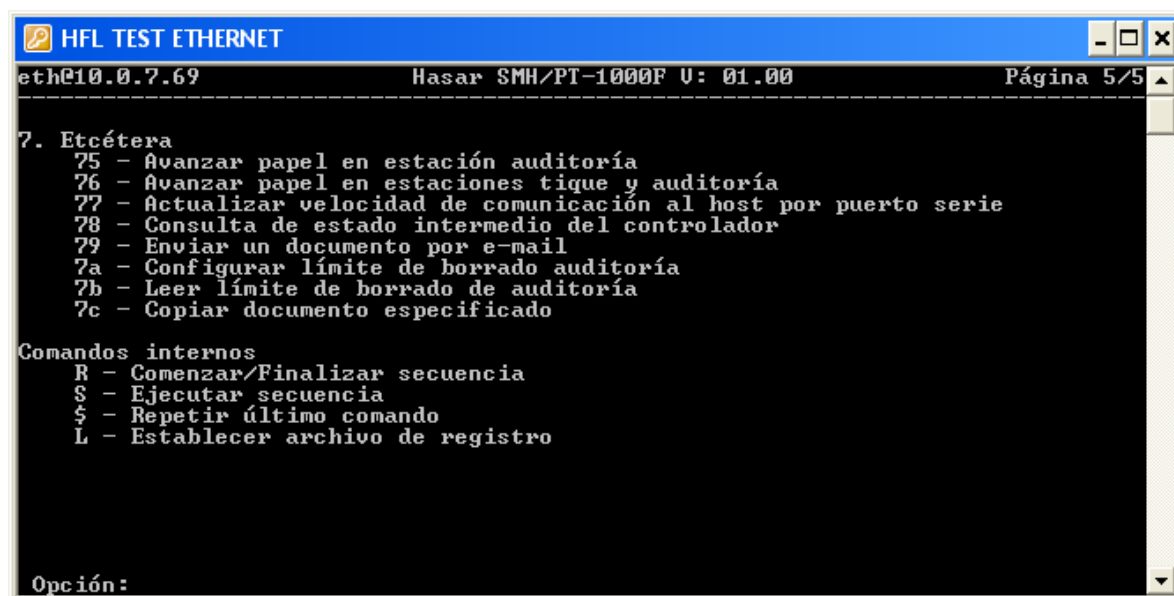 HFL TEST ETHERNET
eth@10.0.7.69 Hasar SMH/PT-1000F V: 01.00 Página 5/5
7. Etcétera
75 - Avanzar papel en estación auditoría
76 - Avanzar papel en estaciones tique y auditoría
77 - Actualizar velocidad de comunicación al host por puerto serie
78 - Consulta de estado intermedio del controlador
79 - Enviar un documento por e-mail
7a - Configurar límite de borrado auditoría
7b - Leer límite de borrado de auditoría
7c - Copiar documento especificado
Comandos internos
R - Comenzar/Finalizar secuencia
S - Ejecutar secuencia
$ - Repetir último comando
L - Establecer archivo de registro
Opción: